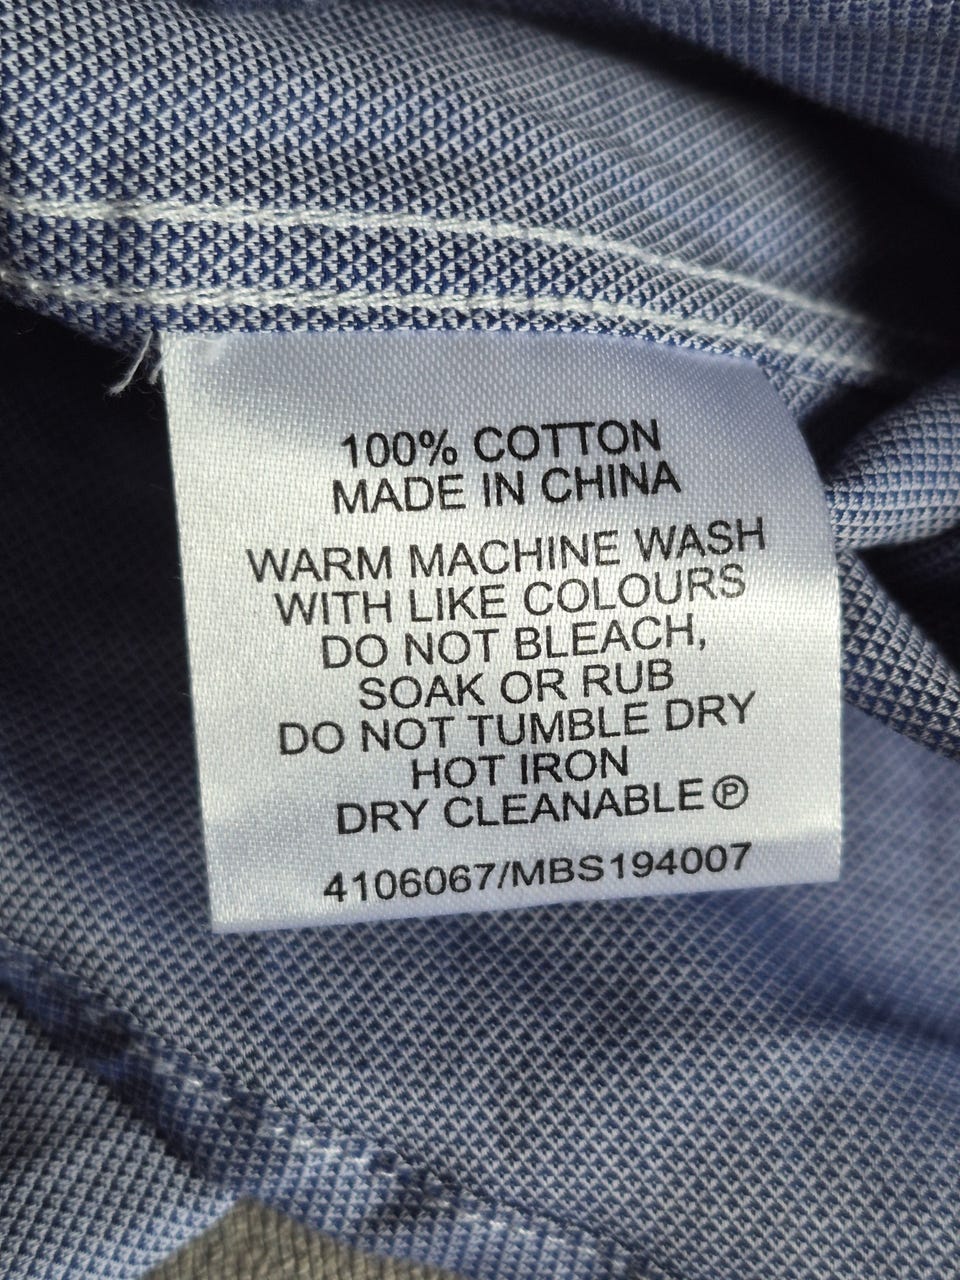 100% COTTON
MADE IN CHINA
WARM MACHINE WASH
WITH LIKE COLOURS
DO NOT BLEACH,
SOAK OR RUB
DO NOT TUMBLE DRY
HOT IRON
DRY CLEANABLE Ⓟ
4106067/MBS194007